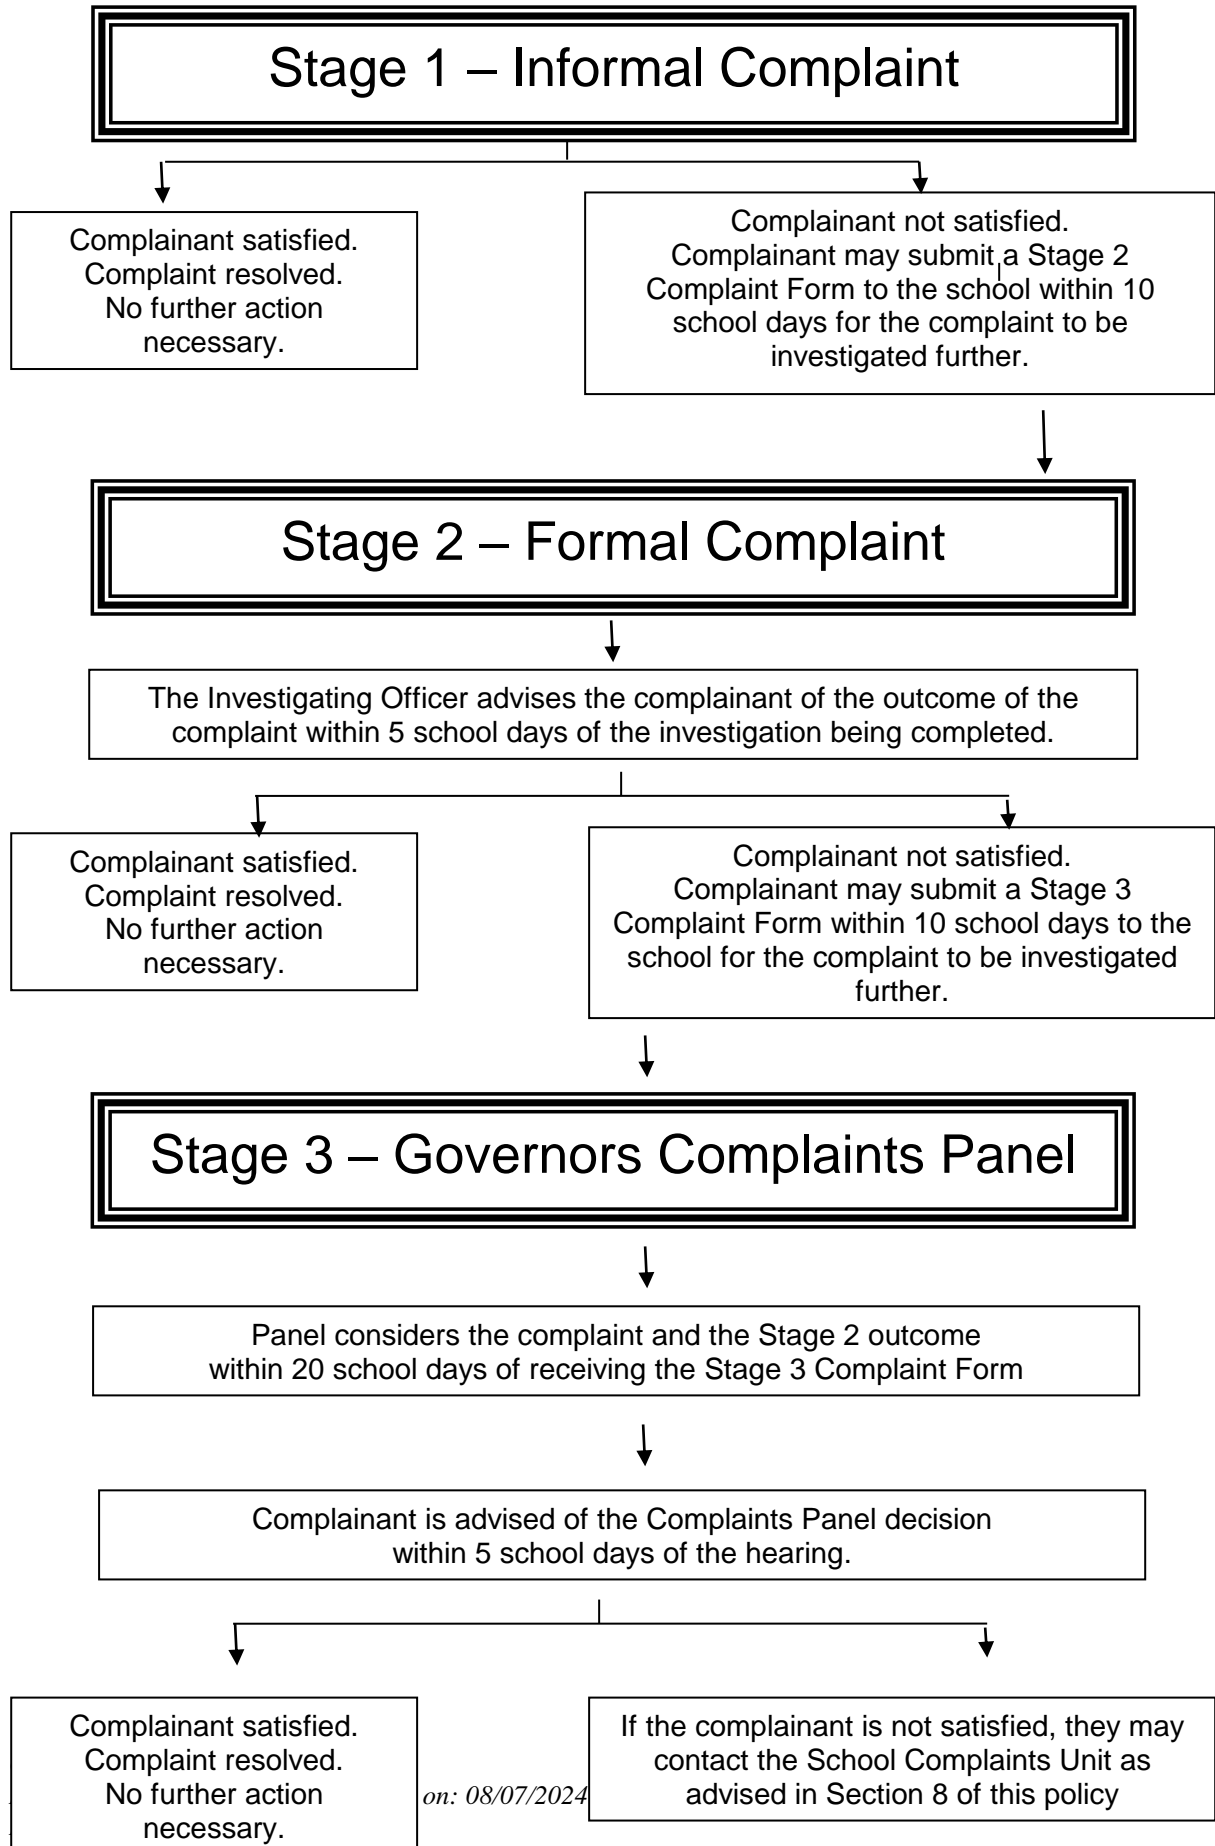 Stage 1 – Informal Complaint
Complainant satisfied.
Complaint resolved.
No further action
necessary.
Complainant not satisfied.
Complainant may submit a Stage 2
Complaint Form to the school within 10
school days for the complaint to be
investigated further.
Stage 2 – Formal Complaint
The Investigating Officer advises the complainant of the outcome of the
complaint within 5 school days of the investigation being completed.
Complainant satisfied.
Complaint resolved.
No further action
necessary.
Complainant not satisfied.
Complainant may submit a Stage 3
Complaint Form within 10 school days to the
school for the complaint to be investigated
further.
Stage 3 – Governors Complaints Panel
Panel considers the complaint and the Stage 2 outcome
within 20 school days of receiving the Stage 3 Complaint Form
Complainant is advised of the Complaints Panel decision
within 5 school days of the hearing.
Complainant satisfied.
Complaint resolved.
No further action
necessary.
on: 08/07/2024
If the complainant is not satisfied, they may
contact the School Complaints Unit as
advised in Section 8 of this policy